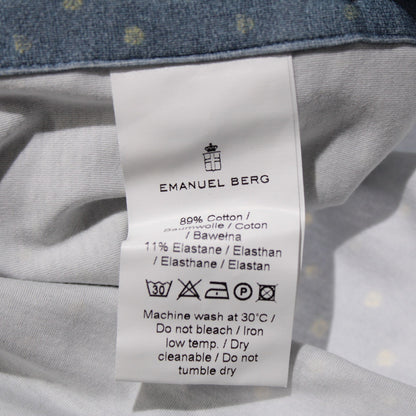 EMANUEL BERG
89% Cotton /
Baumwolle / Coton
/ Bawełna
11% Elastane / Elasthan
/ Elasthane / Elastan
30 P
Machine wash at 30°C /
Do not bleach / Iron
low temp. / Dry
cleanable / Do not
tumble dry